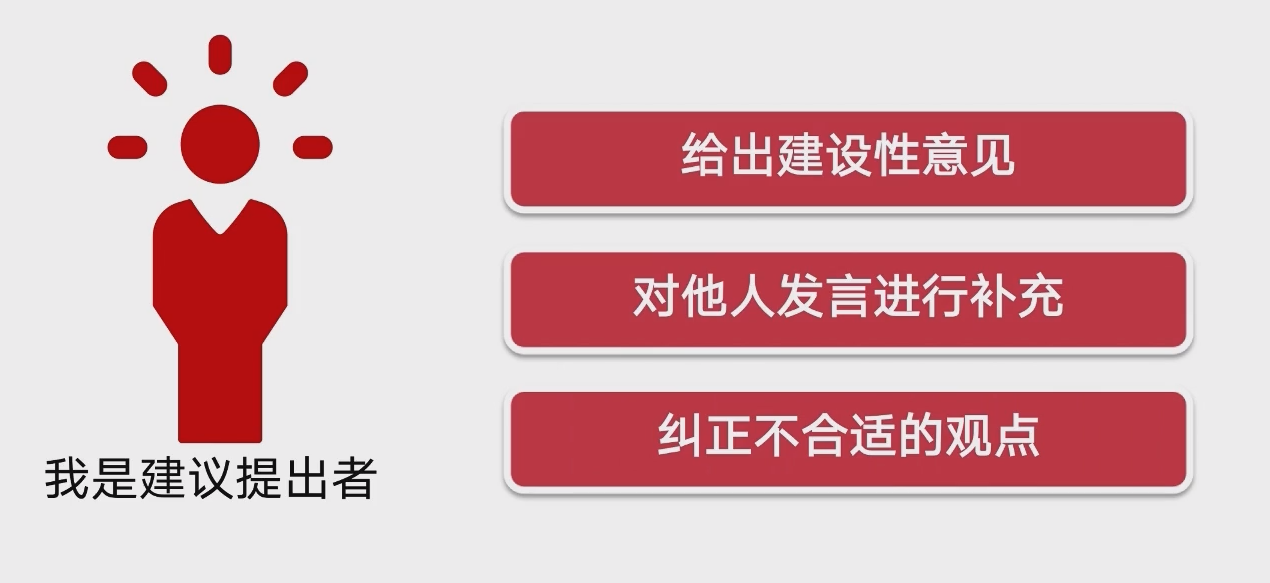 给出建设性意见
对他人发言进行补充
纠正不合适的观点
我是建议提出者